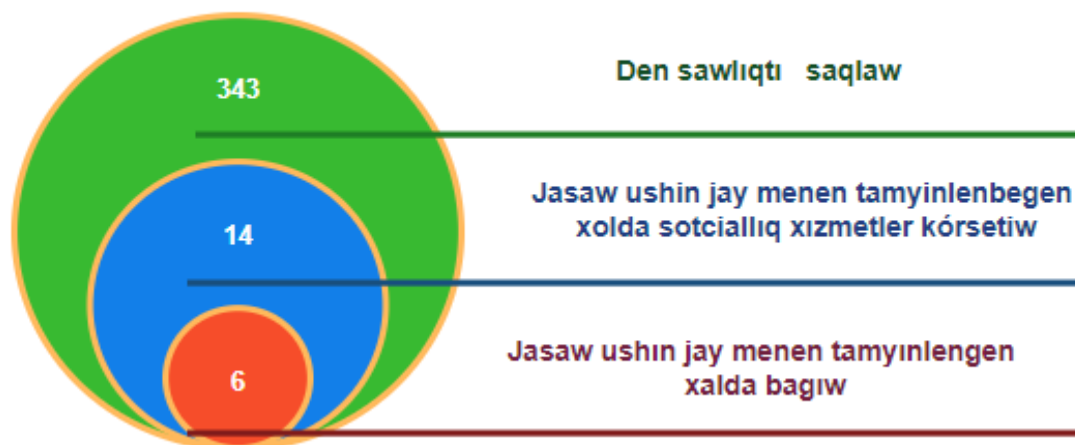 343
Den sawlıqtı saqlaw
14
Jasaw ushin jay menen tamyinlenbegen
xolda sotciallıq xızmetler kórsetiw
6
Jasaw ushın jay menen tamyınlengen
xalda bagıw